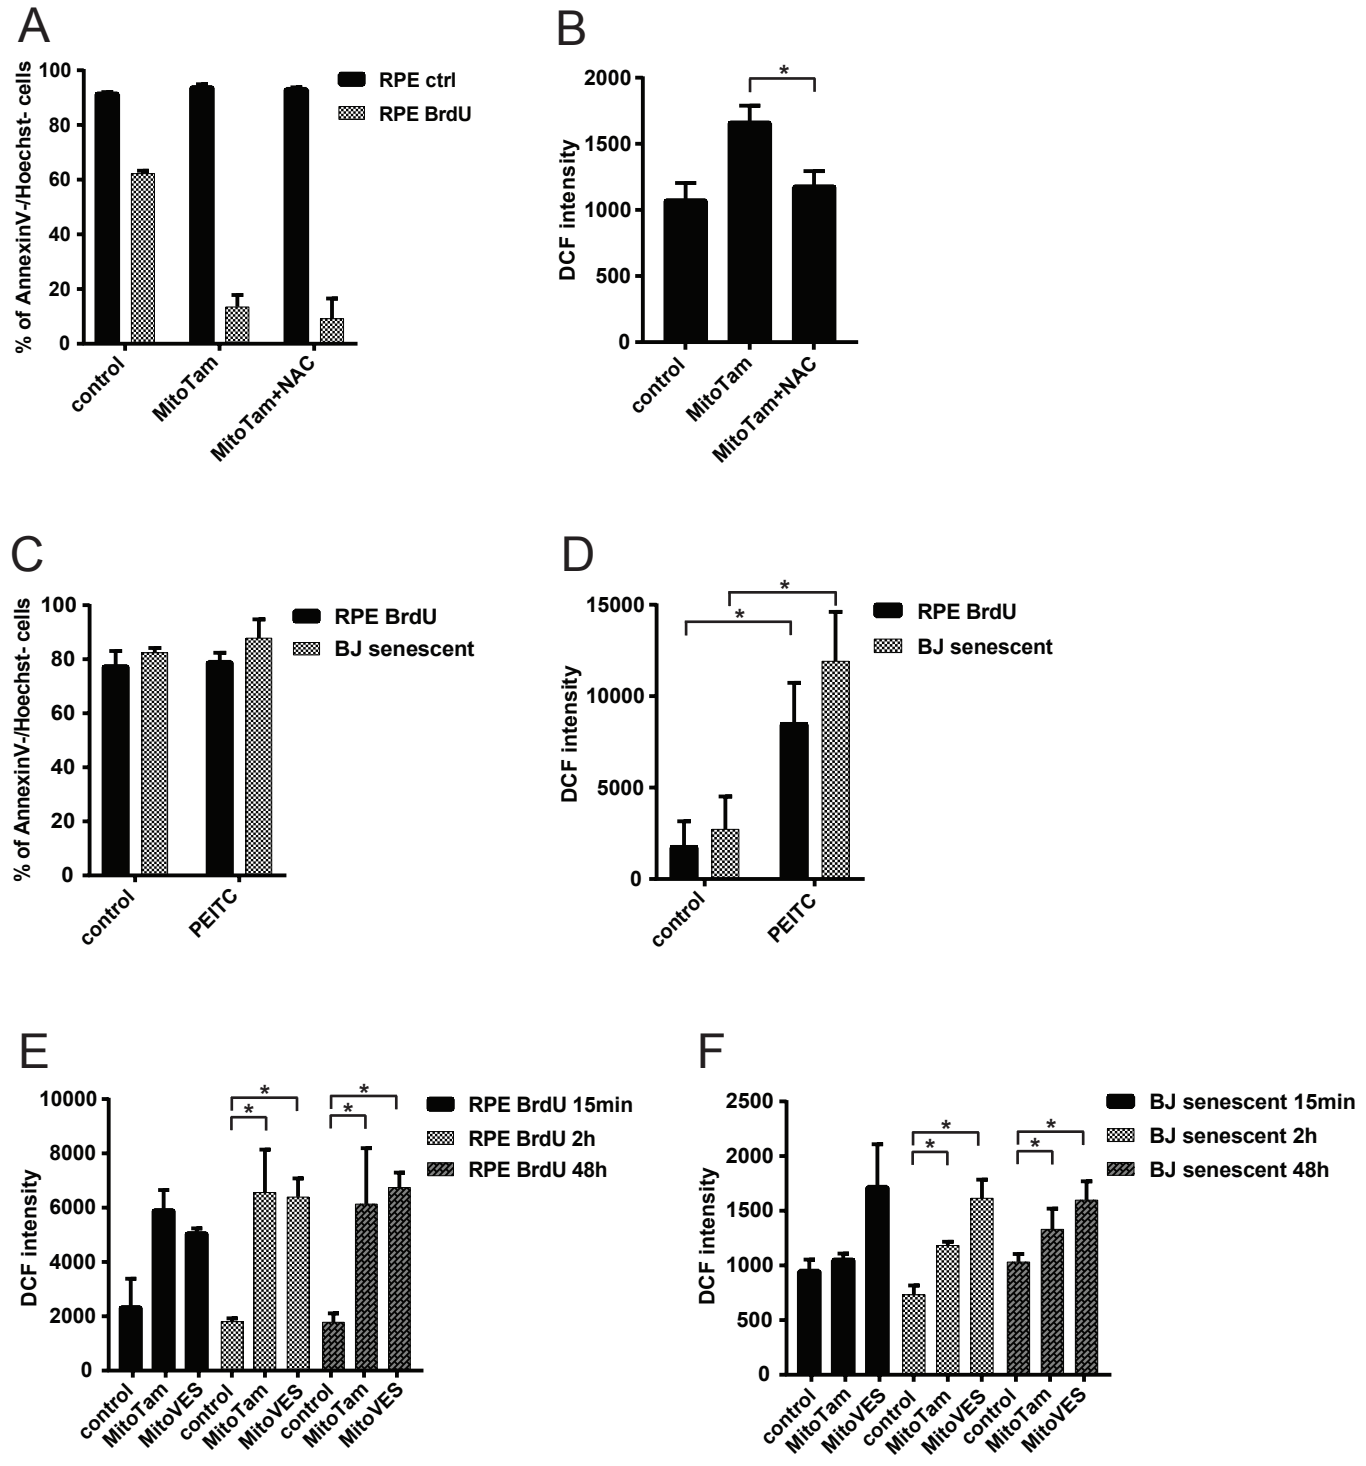 A
% of AnnexinV-/Hoechst- cells
100
80
60
40
20
0
control
MitoTam
MitoTam+NAC
RPE ctrl
RPE BrdU
B
DCF intensity
2000
1500
1000
500
0
*
control
MitoTam
MitoTam+NAC
C
% of AnnexinV-/Hoechst- cells
100
80
60
40
20
0
control
PEITC
RPE BrdU
BJ senescent
D
DCF intensity
15000
10000
5000
0
*
*
control
PEITC
RPE BrdU
BJ senescent
E
DCF intensity
10000
8000
6000
4000
2000
0
*
*
*
*
control
MitoTam
MitoVES
control
MitoTam
MitoVES
control
MitoTam
MitoVES
RPE BrdU 15min
RPE BrdU 2h
RPE BrdU 48h
F
DCF intensity
2500
2000
1500
1000
500
0
*
*
*
*
control
MitoTam
MitoVES
control
MitoTam
MitoVES
control
MitoTam
MitoVES
BJ senescent 15min
BJ senescent 2h
BJ senescent 48h